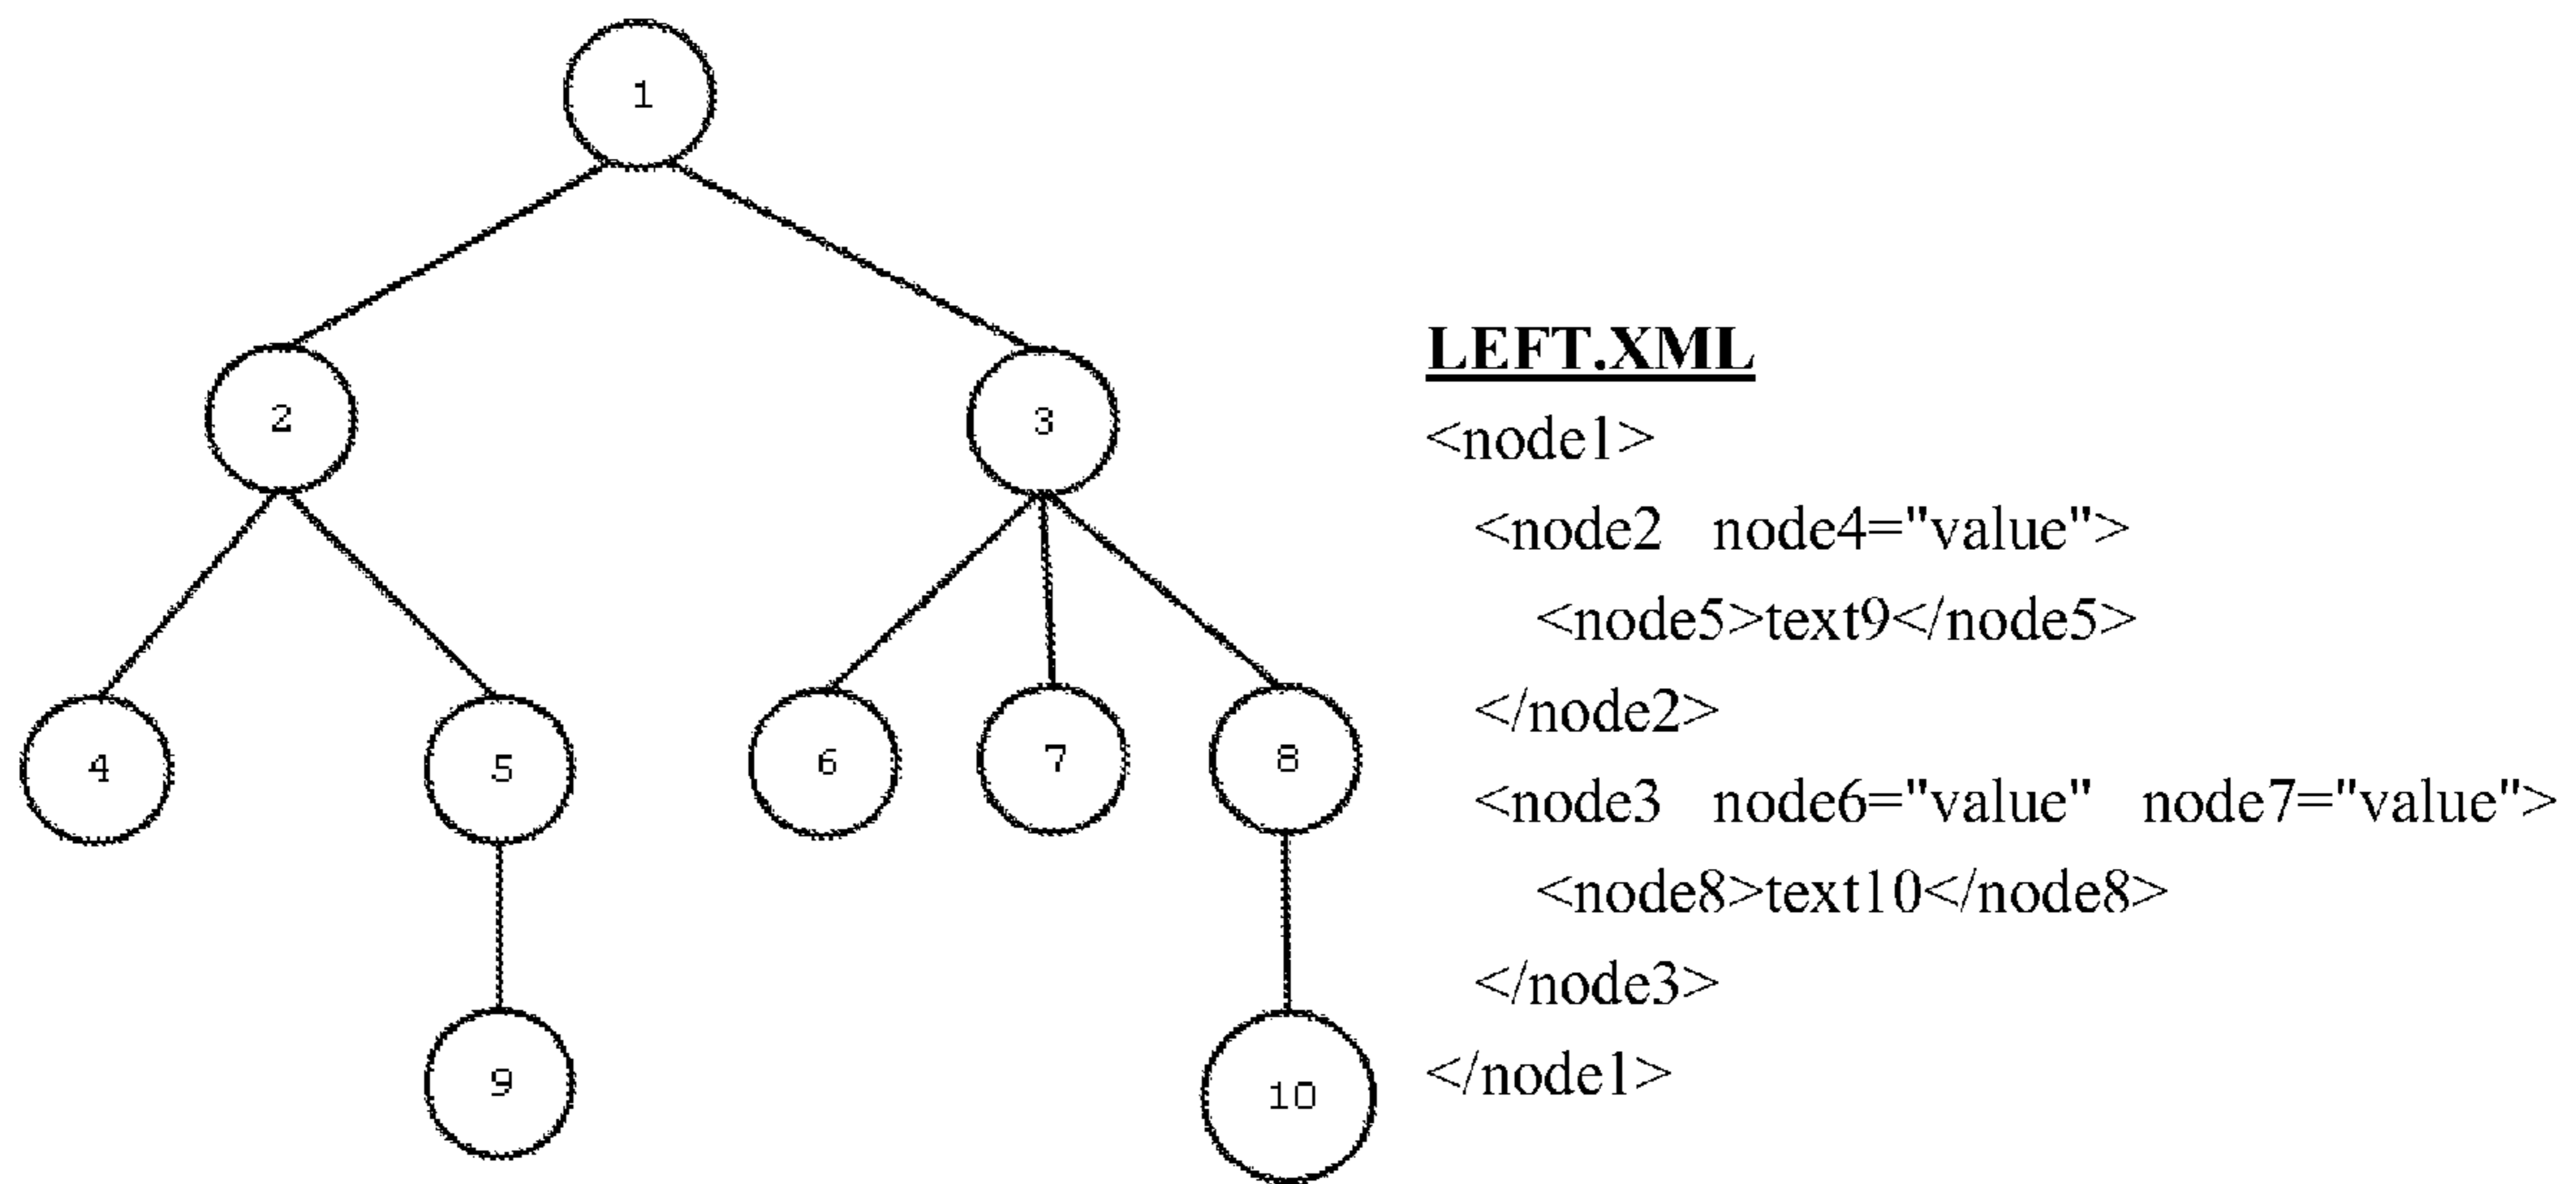 1
2
3
4
5
6
7
8
9
10
LEFT.XML
<node1>
<node2 node4="value">
<node5>text9</node5>
</node2>
<node3 node6="value" node7="value">
<node8>text10</node8>
</node3>
</node1>